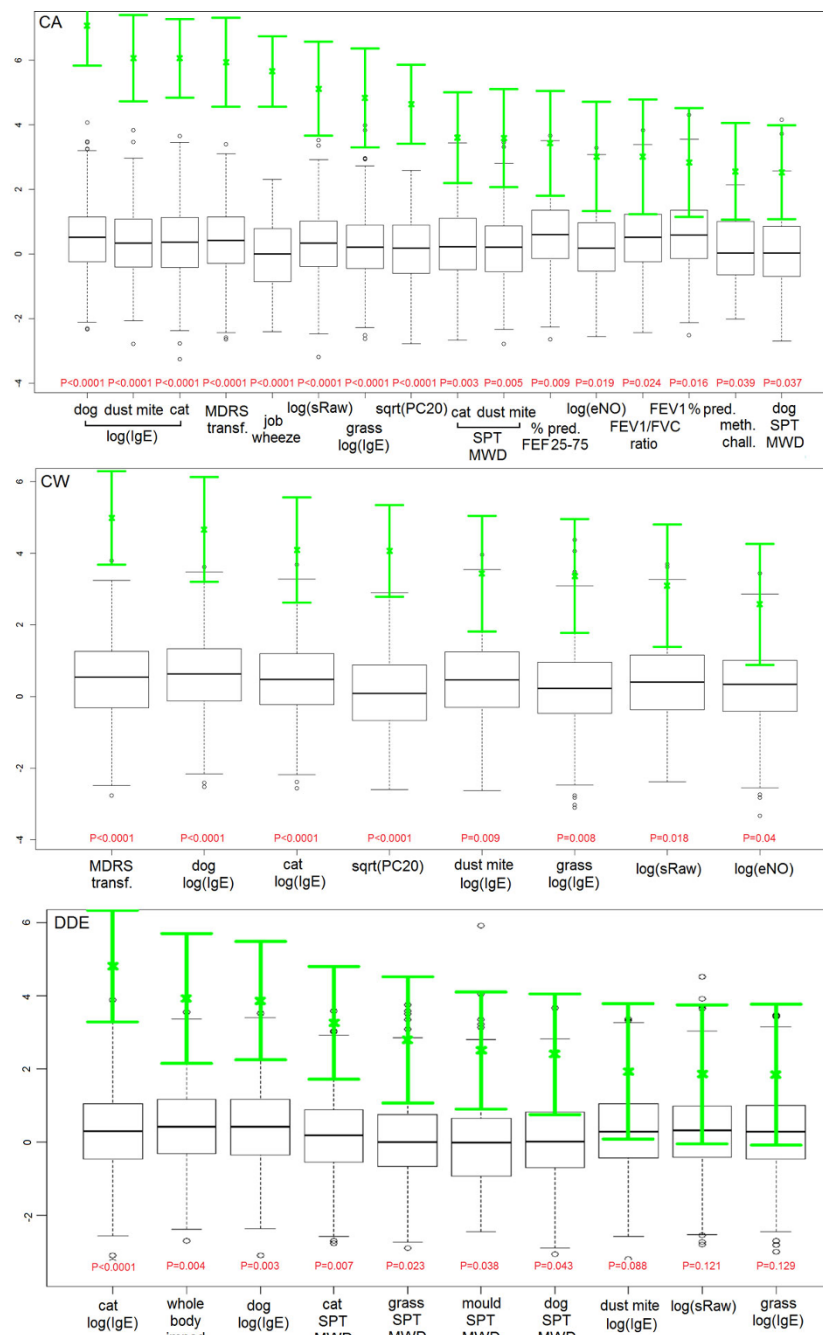 CA
6
4
2
0
-2
-4
P<0.0001 P<0.0001 P<0.0001 P<0.0001 P<0.0001 P<0.0001 P<0.0001 P<0.0001 P=0.003 P=0.005 P=0.009 P=0.019 P=0.024 P=0.016 P=0.039 P=0.037
dog dust mite cat
log(IgE)
MDRS
transf.
job
wheeze
log(sRaw)
grass
log(IgE)
sqrt(PC20)
cat dust mite
SPT
MWD
% pred.
FEF25-75
log(eNO)
FEV1/FVC
ratio
FEV1% pred.
meth.
chall.
dog
SPT
MWD
CW
6
4
2
0
-2
-4
P<0.0001 P<0.0001 P<0.0001 P<0.0001 P=0.009 P=0.008 P=0.018 P=0.04
MDRS
transf.
dog
log(IgE)
cat
log(IgE)
sqrt(PC20)
dust mite
log(IgE)
grass
log(IgE)
log(sRaw)
log(eNO)
DDE
6
4
2
0
-2
P<0.0001 P=0.004 P=0.003 P=0.007 P=0.023 P=0.038 P=0.043 P=0.088 P=0.121 P=0.129
cat
log(IgE)
whole
body
dog
log(IgE)
cat
SPT
MWD
grass
SPT
MWD
mould
SPT
MWD
dog
SPT
MWD
dust mite
log(IgE)
log(sRaw)
grass
log(IgE)